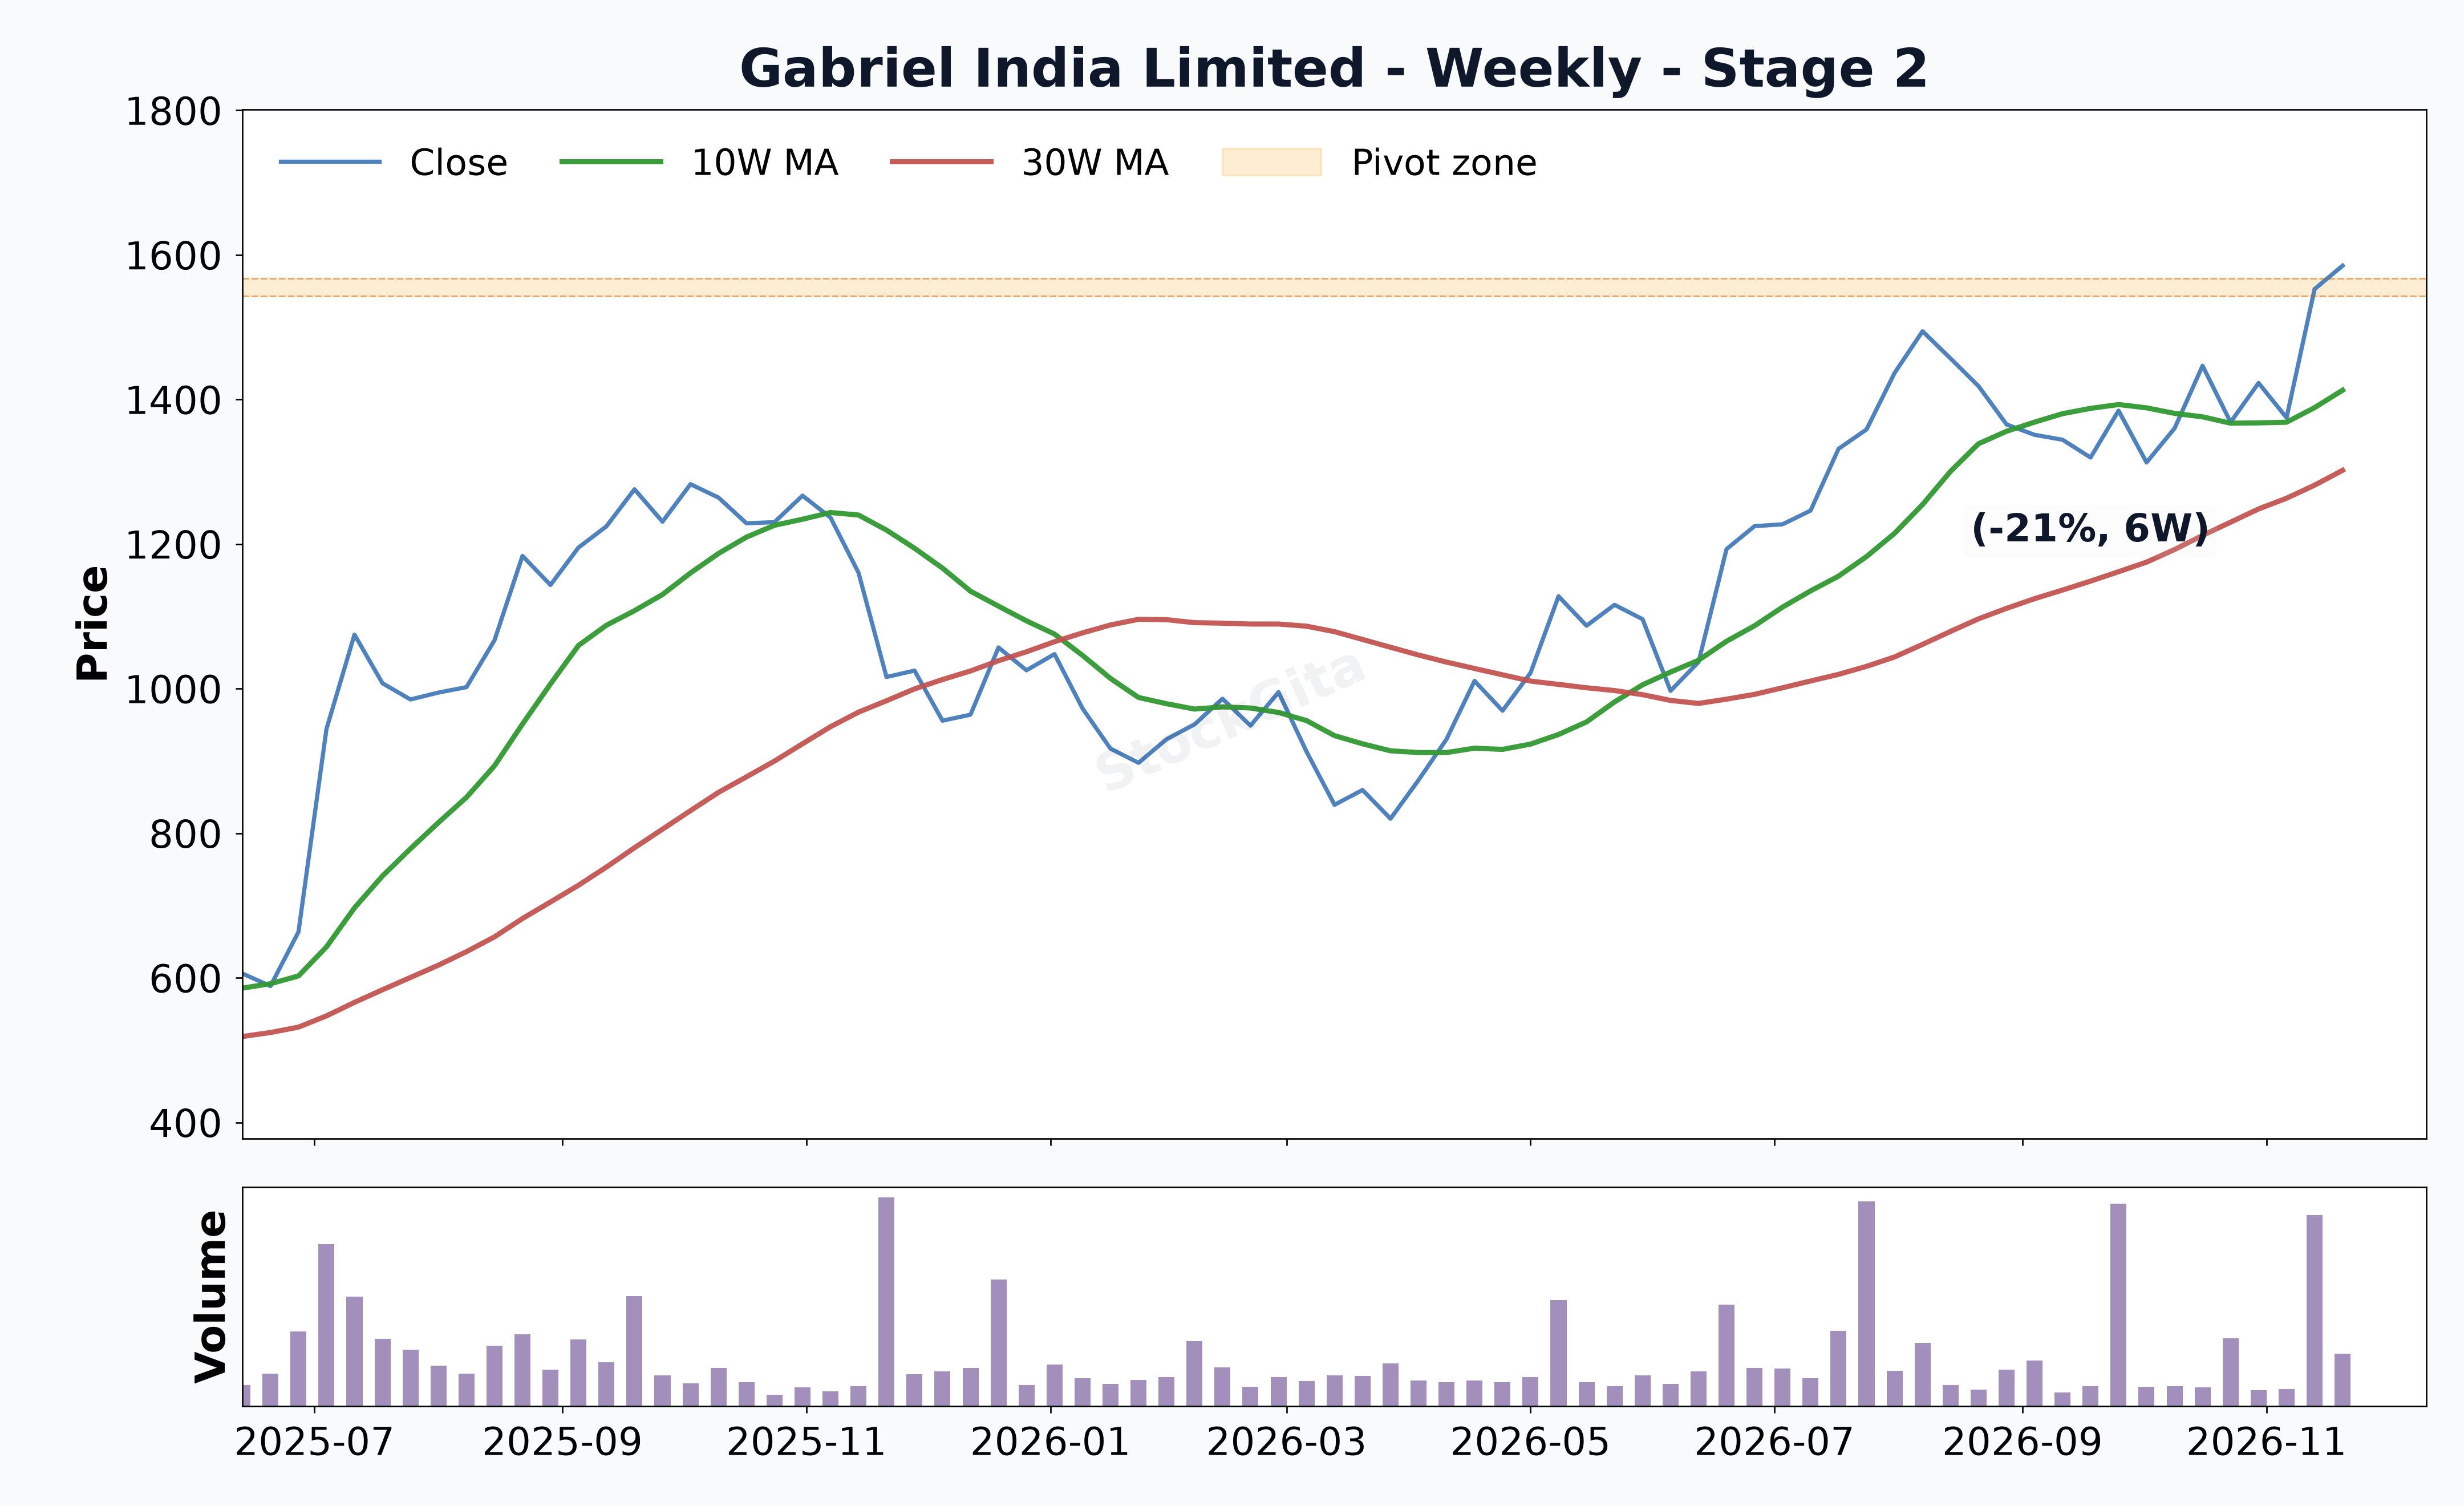 Gabriel India Limited - Weekly - Stage 2
Close 10W MA 30W MA Pivot zone
Price
1800
1600
1400
1200
1000
800
600
400
(-21%, 6W)
StockGita
Volume
2025-07 2025-09 2025-11 2026-01 2026-03 2026-05 2026-07 2026-09 2026-11